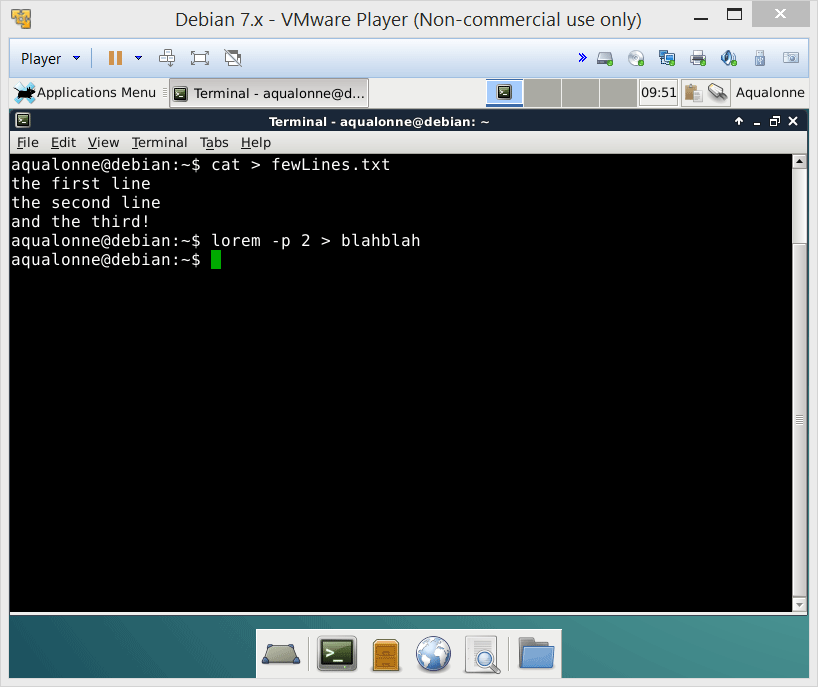 Debian 7.x - VMware Player (Non-commercial use only)
Player
Applications Menu Terminal - aqualonne@d... 09:51 Aqualonne
Terminal - aqualonne@debian: ~
File Edit View Terminal Tabs Help
aqualonne@debian:~$ cat > fewLines.txt
the first line
the second line
and the third!
aqualonne@debian:~$ lorem -p 2 > blahblah
aqualonne@debian:~$